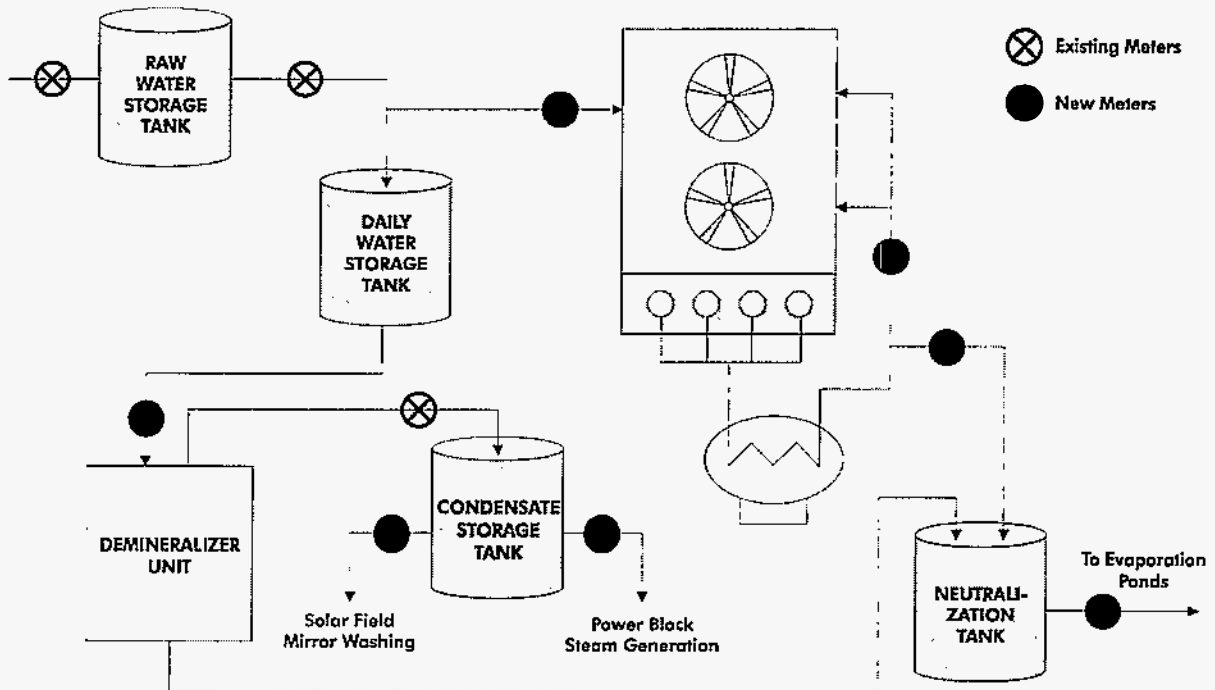 RAW
WATER
STORAGE
TANK
Existing Meters
New Meters
DAILY
WATER
STORAGE
TANK
CONDENSATE
STORAGE
TANK
DEMINERALIZER
UNIT
Solar Field
Mirror Washing
Power Block
Steam Generation
NEUTRALI-
ZATION
TANK
To Evaporation
Ponds